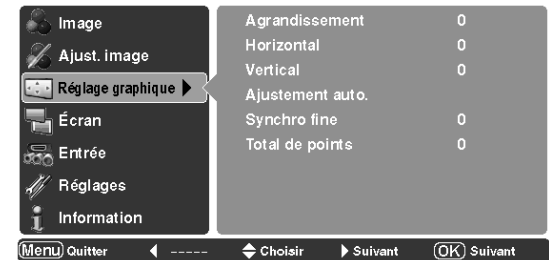 Image
Ajust. image
Réglage graphique
Écran
Entrée
Réglages
Information
Agrandissement 0
Horizontal 0
Vertical 0
Ajustement auto.
Synchro fine 0
Total de points 0
Menu Quitter ----- Choisir Suivant OK Suivant